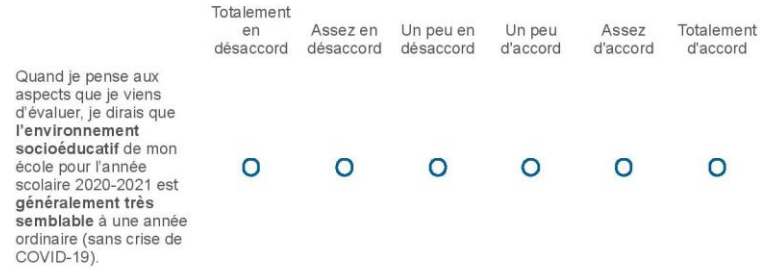 Totalement
en
désaccord
Assez en
désaccord
Un peu en
désaccord
Un peu
d'accord
Assez
d'accord
Totalement
d'accord
Quand je pense aux
aspects que je viens
d'évaluer, je dirais que
l'environnement
socioéducatif de mon
école pour l'année
scolaire 2020-2021 est
généralement très
semblable à une année
ordinaire (sans crise de
COVID-19).